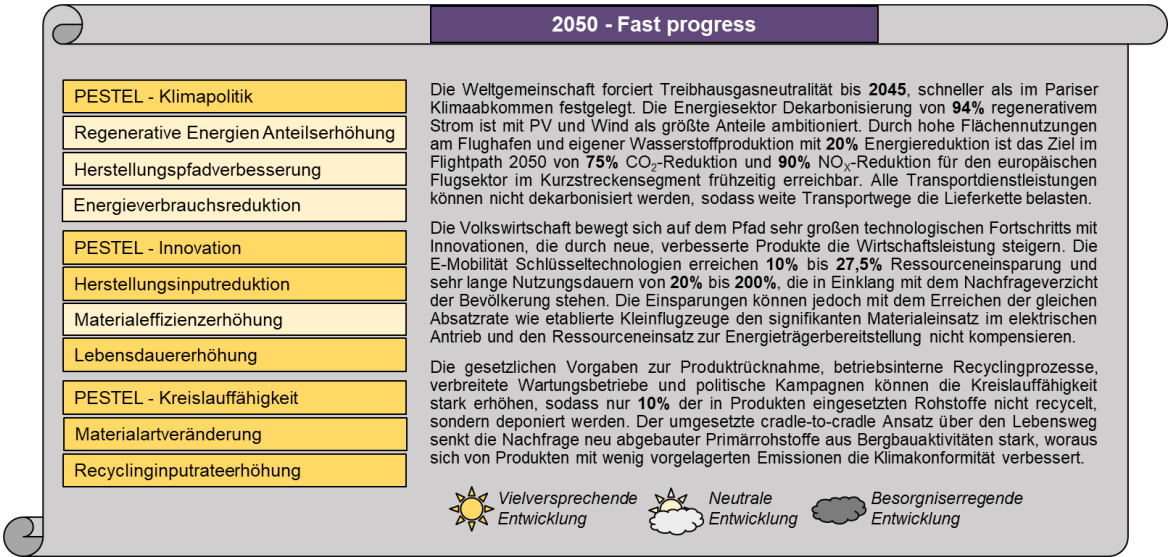 2050 - Fast progress
PESTEL - Klimapolitik
Regenerative Energien Anteilserhöhung
Herstellungspfadverbesserung
Energieverbrauchsreduktion
PESTEL - Innovation
Herstellungsinputreduktion
Materialeffizienzerhöhung
Lebensdauererhöhung
PESTEL - Kreislauffähigkeit
Materialartveränderung
Recyclinginputrateerhöhung
Die Weltgemeinschaft forciert Treibhausgasneutralität bis 2045, schneller als im Pariser
Klimaabkommen festgelegt. Die Energiesektor Dekarbonisierung von 94% regenerativem
Strom ist mit PV und Wind als größte Anteile ambitioniert. Durch hohe Flächennutzungen
am Flughafen und eigener Wasserstoffproduktion mit 20% Energiereduktion ist das Ziel im
Flightpath 2050 von 75% CO₂-Reduktion und 90% NOₓ-Reduktion für den europäischen
Flugsektor im Kurzstreckensegment frühzeitig erreichbar. Alle Transportdienstleistungen
können nicht dekarbonisiert werden, sodass weite Transportwege die Lieferkette belasten.
Die Volkswirtschaft bewegt sich auf dem Pfad sehr großen technologischen Fortschritts mit
Innovationen, die durch neue, verbesserte Produkte die Wirtschaftsleistung steigern. Die
E-Mobilität Schlüsseltechnologien erreichen 10% bis 27,5% Ressourceneinsparung und
sehr lange Nutzungsdauern von 20% bis 200%, die in Einklang mit dem Nachfrageverzicht
der Bevölkerung stehen. Die Einsparungen können jedoch mit dem Erreichen der gleichen
Absatzrate wie etablierte Kleinflugzeuge den signifikanten Materialeinsatz im elektrischen
Antrieb und den Ressourceneinsatz zur Energieträgerbereitstellung nicht kompensieren.
Die gesetzlichen Vorgaben zur Produktrücknahme, betriebsinterne Recyclingprozesse,
verbreitete Wartungsbetriebe und politische Kampagnen können die Kreislauffähigkeit
stark erhöhen, sodass nur 10% der in Produkten eingesetzten Rohstoffe nicht recycelt,
sondern deponiert werden. Der umgesetzte cradle-to-cradle Ansatz über den Lebensweg
senkt die Nachfrage neu abgebauter Primärrohstoffe aus Bergbauaktivitäten stark, woraus
sich von Produkten mit wenig vorgelagerten Emissionen die Klimakonformität verbessert.
Vielversprechende
Entwicklung
Neutrale
Entwicklung
Besorgniserregende
Entwicklung